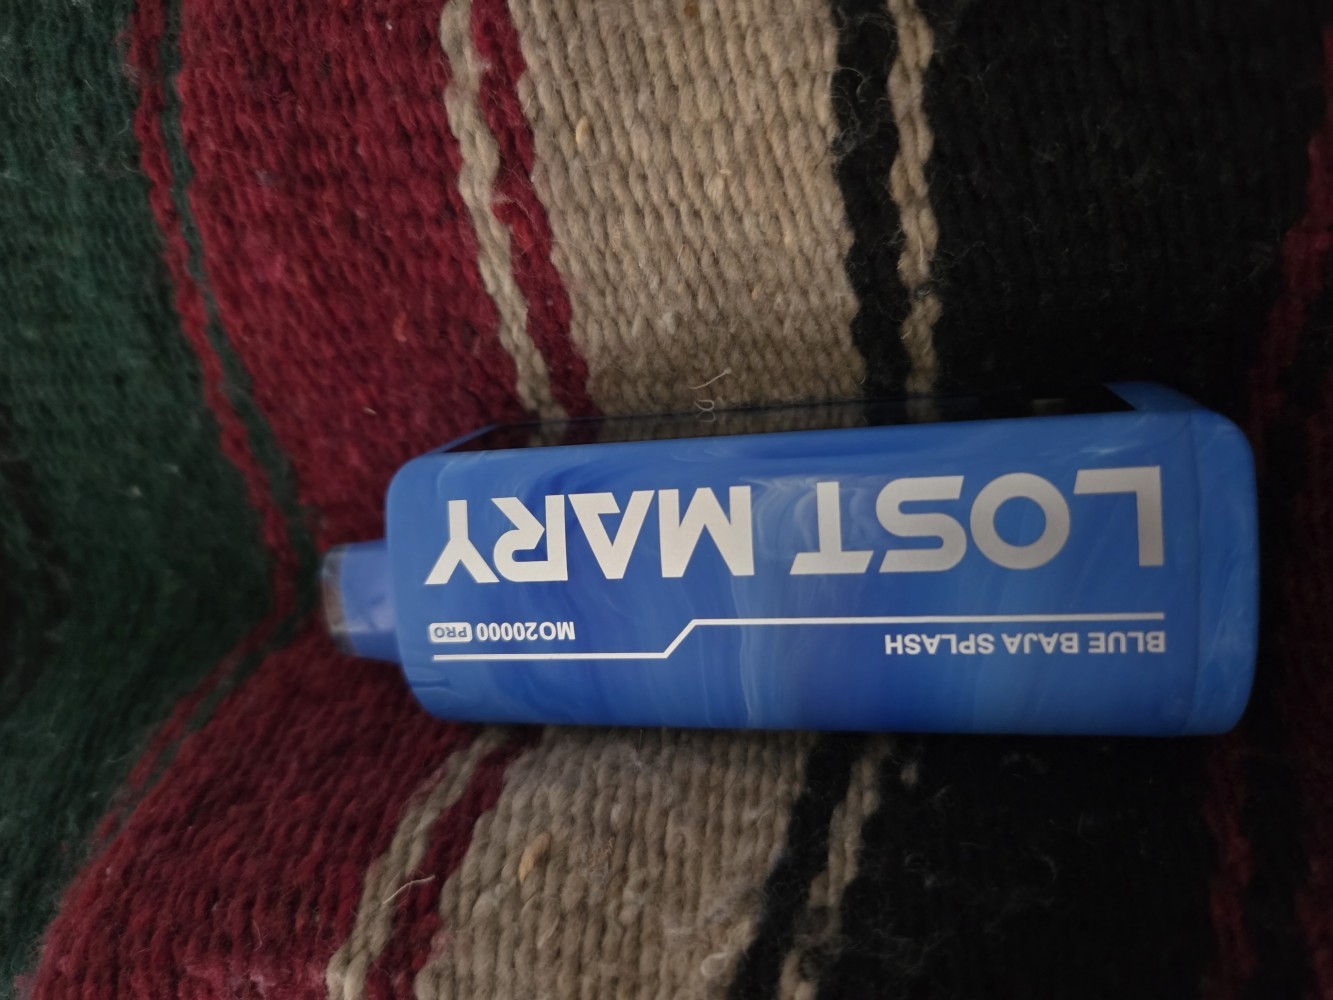 LOST MARY
BLUE BAJA SPLASH
MO20000 PRO